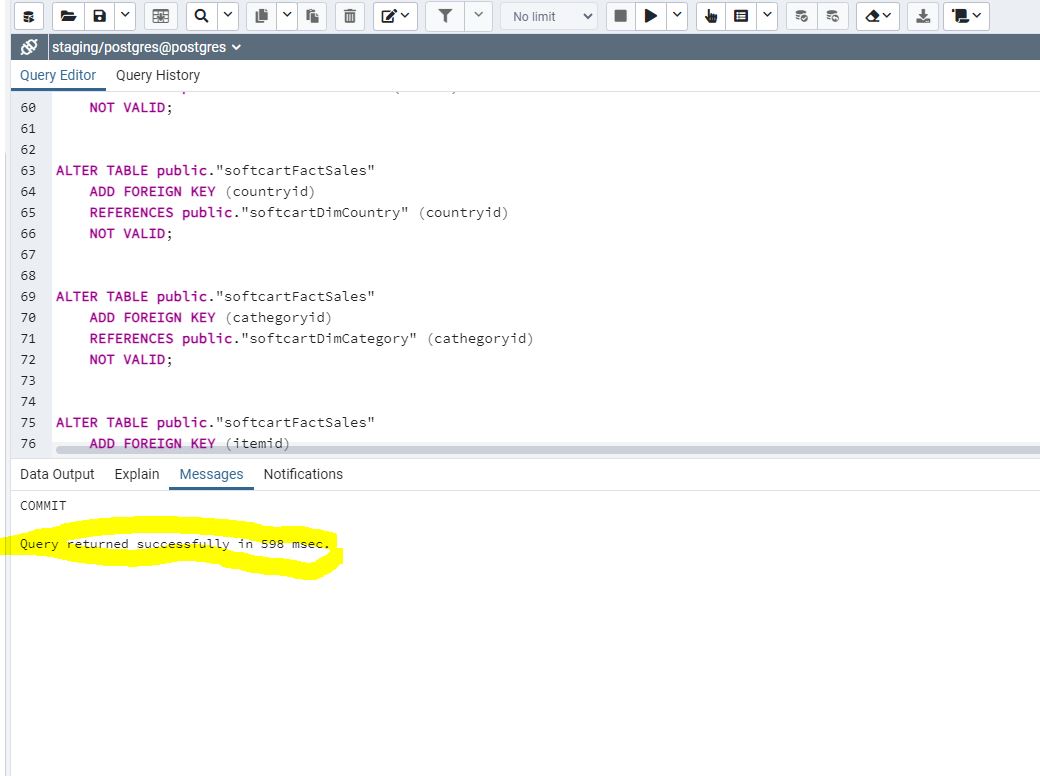 No limit
staging/postgres@postgres
Query Editor Query History
60 NOT VALID;
61
62
63 ALTER TABLE public."softcartFactSales"
64 ADD FOREIGN KEY (countryid)
65 REFERENCES public."softcartDimCountry" (countryid)
66 NOT VALID;
67
68
69 ALTER TABLE public."softcartFactSales"
70 ADD FOREIGN KEY (cathegoryid)
71 REFERENCES public."softcartDimCategory" (cathegoryid)
72 NOT VALID;
73
74
75 ALTER TABLE public."softcartFactSales"
76 ADD FOREIGN KEY (itemid)
Data Output Explain Messages Notifications
COMMIT
Query returned successfully in 598 msec.